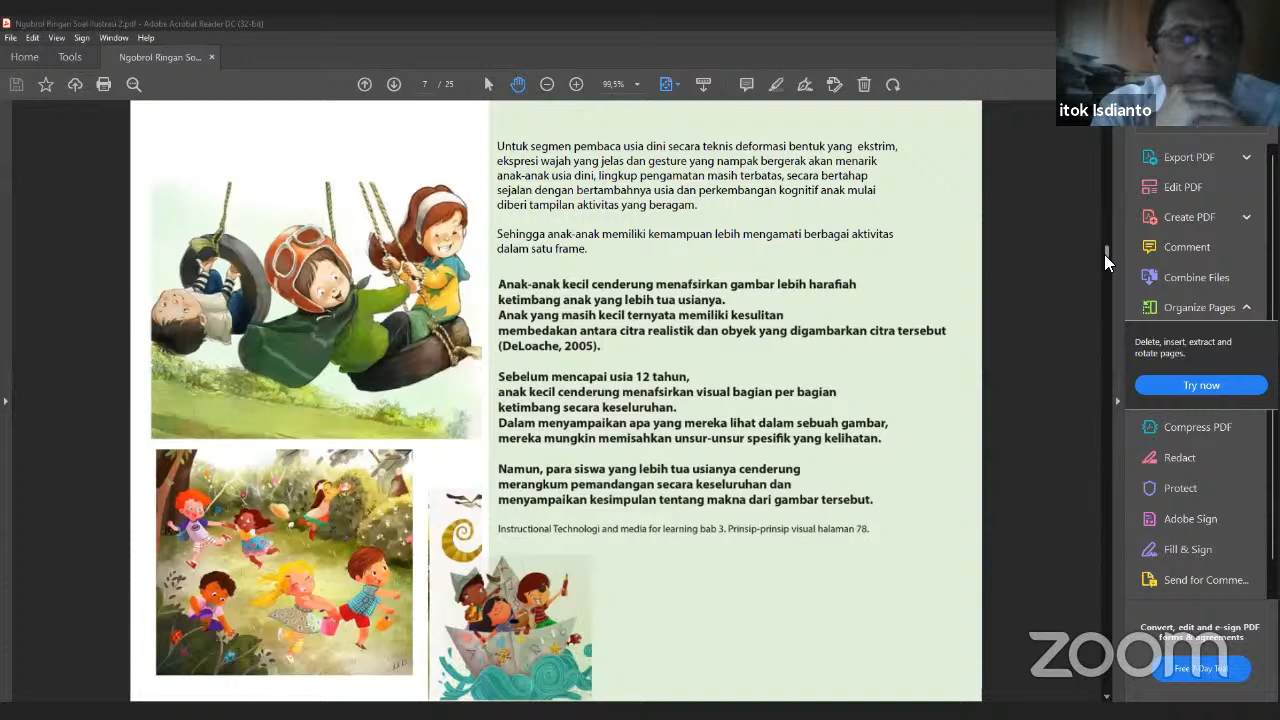 Ngobrol Ringan Soal Ilustrasi 2.pdf - Adobe Acrobat Reader DC (32-bit)
File Edit View Sign Window Help
Home Tools Ngobrol Ringan So... ×
7 / 25 99,5%
itok Isdianto
Untuk segmen pembaca usia dini secara teknis deformasi bentuk yang ekstrim,
ekspresi wajah yang jelas dan gesture yang nampak bergerak akan menarik
anak-anak usia dini, lingkup pengamatan masih terbatas, secara bertahap
sejalan dengan bertambahnya usia dan perkembangan kognitif anak mulai
diberi tampilan aktivitas yang beragam.
Sehingga anak-anak memiliki kemampuan lebih mengamati berbagai aktivitas
dalam satu frame.
Anak-anak kecil cenderung menafsirkan gambar lebih harafiah
ketimbang anak yang lebih tua usianya.
Anak yang masih kecil ternyata memiliki kesulitan
membedakan antara citra realistik dan obyek yang digambarkan citra tersebut
(DeLoache, 2005).
Sebelum mencapai usia 12 tahun,
anak kecil cenderung menafsirkan visual bagian per bagian
ketimbang secara keseluruhan.
Dalam menyampaikan apa yang mereka lihat dalam sebuah gambar,
mereka mungkin memisahkan unsur-unsur spesifik yang kelihatan.
Namun, para siswa yang lebih tua usianya cenderung
merangkum pemandangan secara keseluruhan dan
menyampaikan kesimpulan tentang makna dari gambar tersebut.
Instructional Technologi and media for learning bab 3. Prinsip-prinsip visual halaman 78.
Export PDF
Edit PDF
Create PDF
Comment
Combine Files
Organize Pages
Delete, insert, extract and
rotate pages.
Try now
Compress PDF
Redact
Protect
Adobe Sign
Fill & Sign
Send for Comme...
Convert, edit and e-sign PDF
forms & agreements
Free 7-Day Trial
zoom